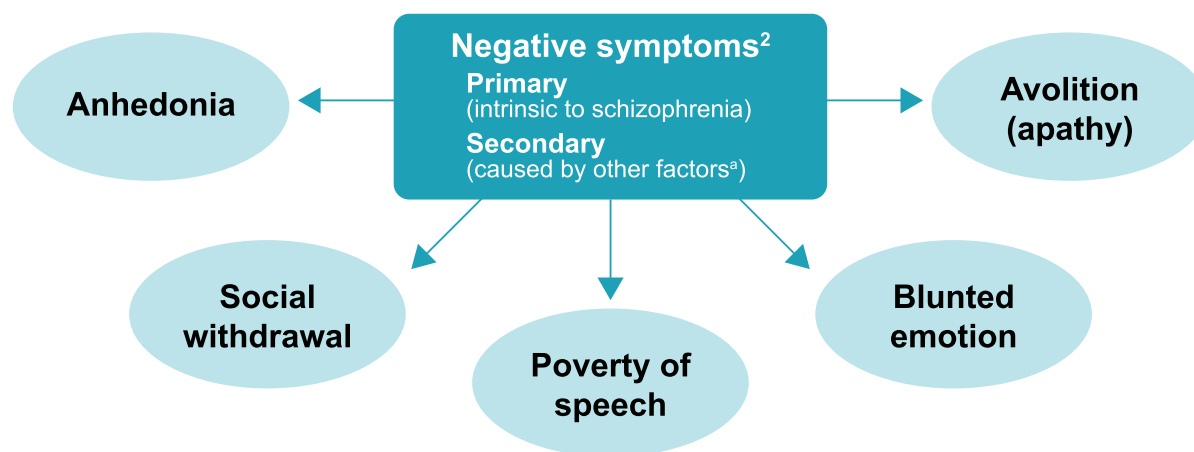 Negative symptoms²
Primary
(intrinsic to schizophrenia)
Secondary
(caused by other factorsᵃ)
Anhedonia
Avolition
(apathy)
Social
withdrawal
Poverty of
speech
Blunted
emotion